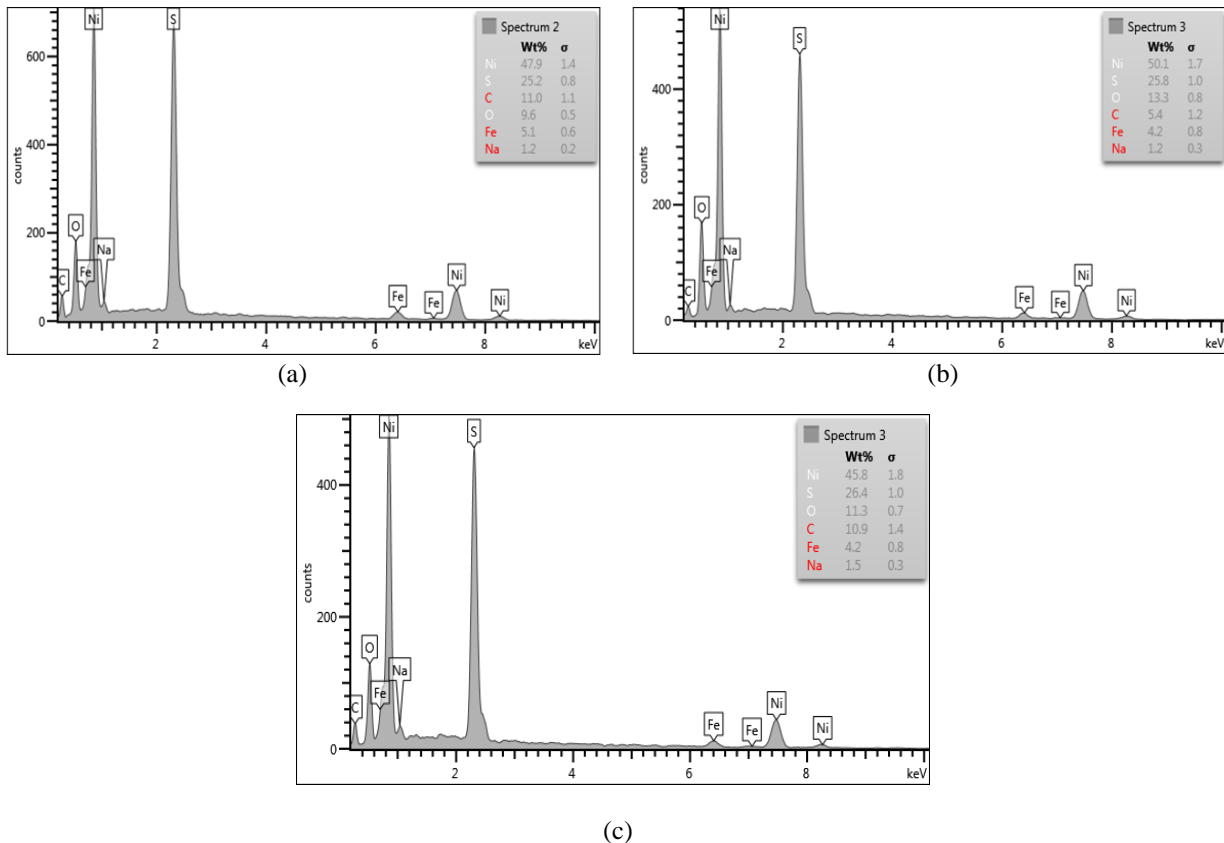 Ni
S
O
Fe
Na
C
Fe
Fe
Ni
Ni
600
400
200
0
counts
2
4
6
8
keV
Spectrum 2
Wt% σ
Ni 47.9 1.4
S 25.2 0.8
C 11.0 1.1
O 9.6 0.5
Fe 5.1 0.6
Na 1.2 0.2
(a)
Ni
S
O
Fe
Na
C
Fe
Fe
Ni
Ni
400
200
0
counts
2
4
6
8
keV
Spectrum 3
Wt% σ
Ni 50.1 1.7
S 25.8 1.0
O 13.3 0.8
C 5.4 1.2
Fe 4.2 0.8
Na 1.2 0.3
(b)
Ni
S
O
Fe
Na
C
Fe
Fe
Ni
Ni
400
200
0
counts
2
4
6
8
keV
Spectrum 3
Wt% σ
Ni 45.8 1.8
S 26.4 1.0
O 11.3 0.7
C 10.9 1.4
Fe 4.2 0.8
Na 1.5 0.3
(c)